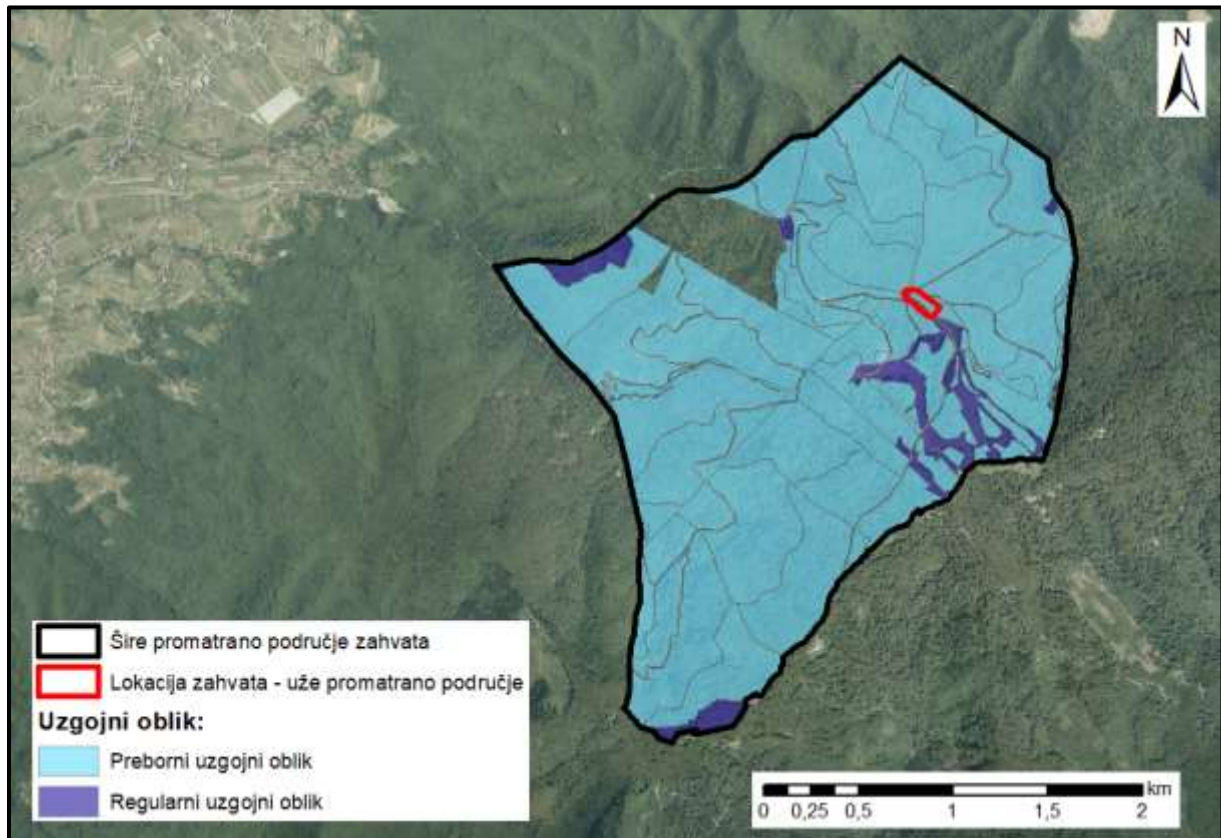 N
Šire promatrano područje zahvata
Lokacija zahvata - uže promatrano područje
Uzgojni oblik:
Preborni uzgojni oblik
Regularni uzgojni oblik
km
0 0,25 0,5 1 1,5 2